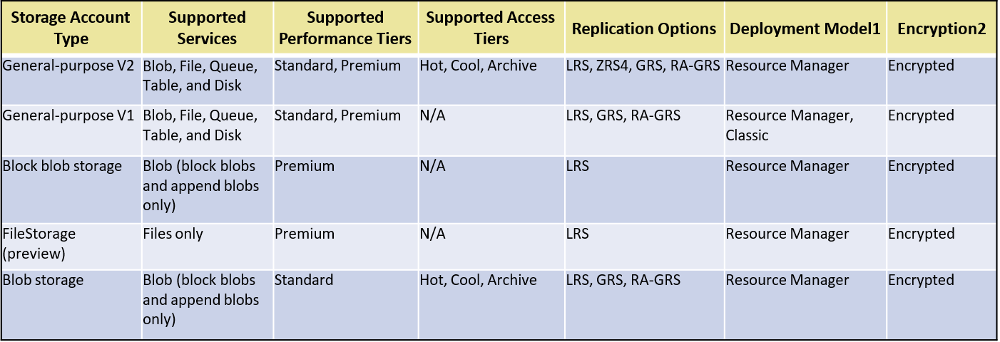 Storage Account Type
Supported Services
Supported Performance Tiers
Supported Access Tiers
Replication Options
Deployment Model1
Encryption2
General-purpose V2
Blob, File, Queue,
Table, and Disk
Standard, Premium
Hot, Cool, Archive
LRS, ZRS4, GRS, RA-GRS
Resource Manager
Encrypted
General-purpose V1
Blob, File, Queue,
Table, and Disk
Standard, Premium
N/A
LRS, GRS, RA-GRS
Resource Manager,
Classic
Encrypted
Block blob storage
Blob (block blobs
and append blobs
only)
Premium
N/A
LRS
Resource Manager
Encrypted
FileStorage
(preview)
Files only
Premium
N/A
LRS
Resource Manager
Encrypted
Blob storage
Blob (block blobs
and append blobs
only)
Standard
Hot, Cool, Archive
LRS, GRS, RA-GRS
Resource Manager
Encrypted